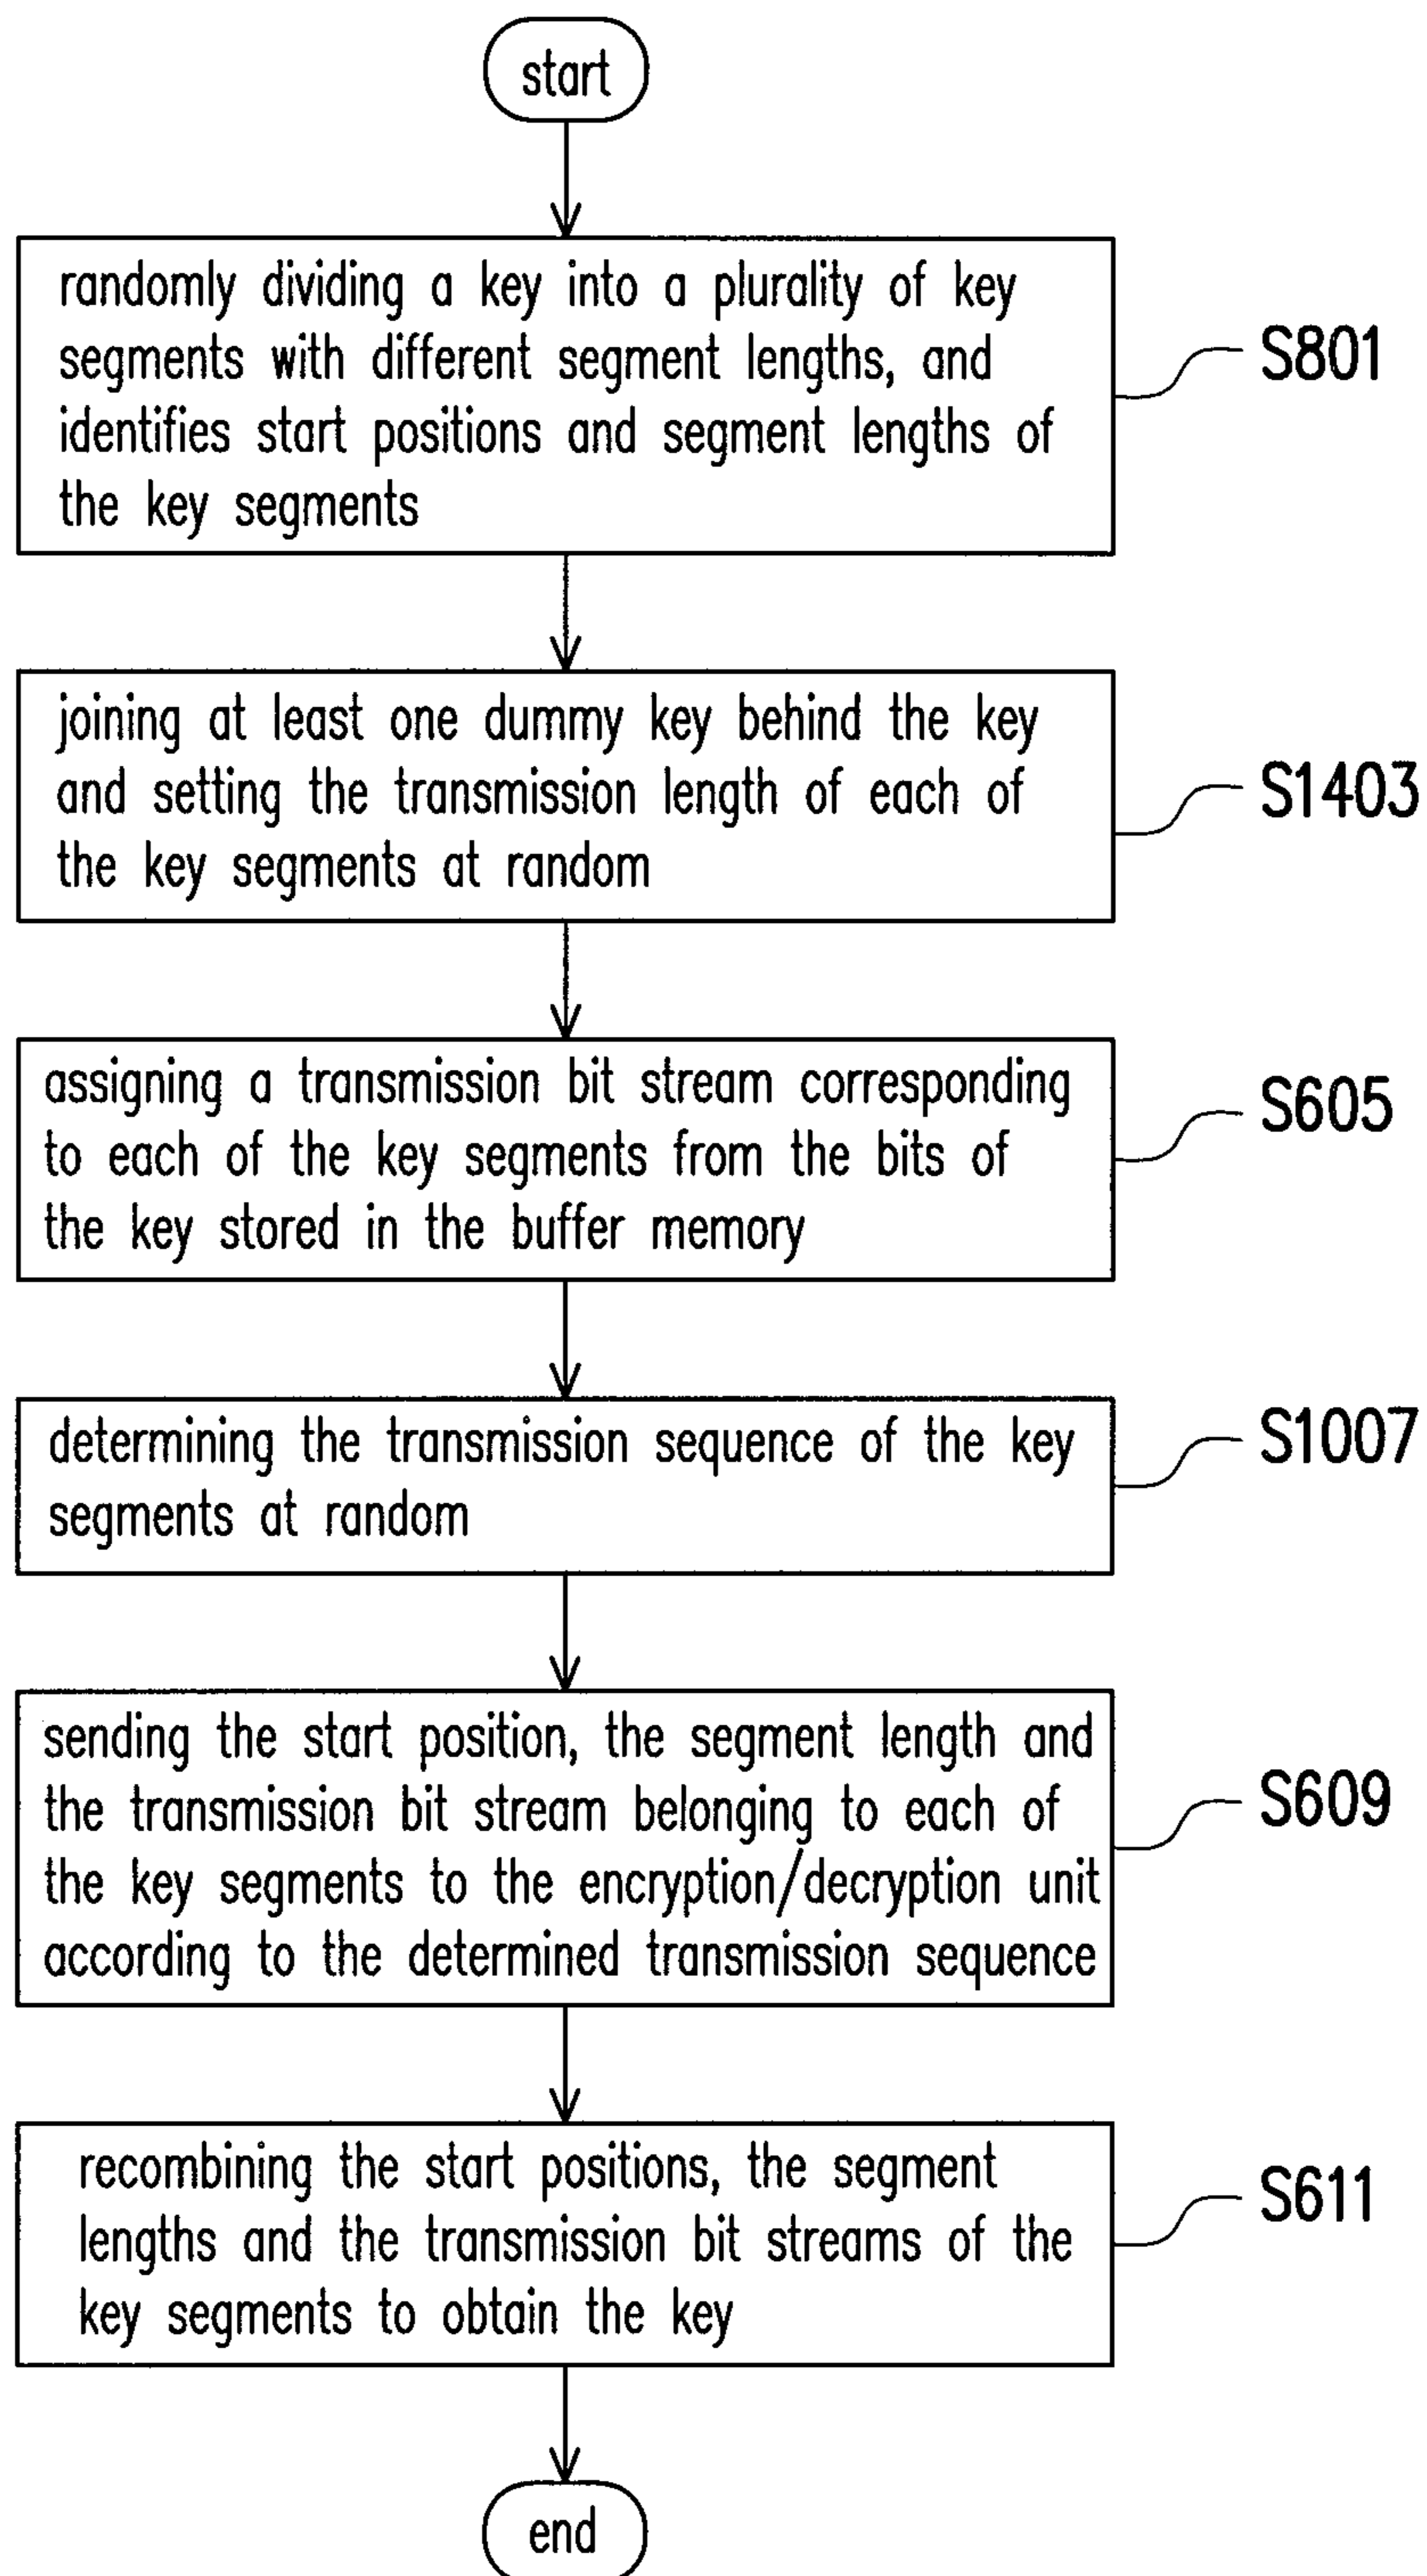 start
randomly dividing a key into a plurality of key
segments with different segment lengths, and
identifies start positions and segment lengths of
the key segments
S801
joining at least one dummy key behind the key
and setting the transmission length of each of
the key segments at random
S1403
assigning a transmission bit stream corresponding
to each of the key segments from the bits of
the key stored in the buffer memory
S605
determining the transmission sequence of the key
segments at random
S1007
sending the start position, the segment length and
the transmission bit stream belonging to each of
the key segments to the encryption/decryption unit
according to the determined transmission sequence
S609
recombining the start positions, the segment
lengths and the transmission bit streams of the
key segments to obtain the key
S611
end